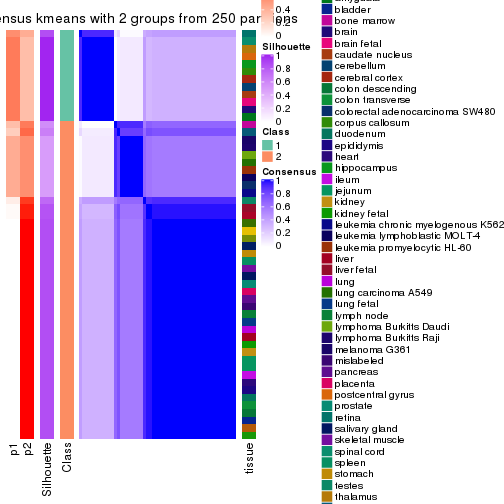 nsus kmeans with 2 groups from 250 partitions
0.4
0.2
0
Silhouette
1
0.8
0.6
0.4
0.2
0
Class
1
2
Consensus
1
0.8
0.6
0.4
0.2
0
p1
p2
Silhouette
Class
tissue
bladder
bone marrow
brain
brain fetal
caudate nucleus
cerebellum
cerebral cortex
colon descending
colon transverse
colorectal adenocarcinoma SW480
corpus callosum
duodenum
epididymis
heart
hippocampus
ileum
jejunum
kidney
kidney fetal
leukemia chronic myelogenous K562
leukemia lymphoblastic MOLT-4
leukemia promyelocytic HL-60
liver
liver fetal
lung
lung carcinoma A549
lung fetal
lymph node
lymphoma Burkitts Daudi
lymphoma Burkitts Raji
melanoma G361
mislabeled
pancreas
placenta
postcentral gyrus
prostate
retina
salivary gland
skeletal muscle
spinal cord
spleen
stomach
testes
thalamus